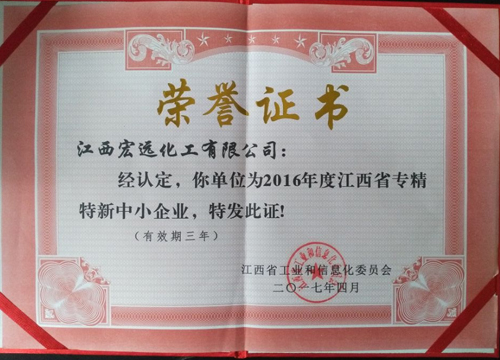 荣誉证书
江西宏远化工有限公司：
经认定，你单位为2016年度江西省专精
特新中小企业，特发此证！
（有效期三年）
江西省工业和信息化委员会
二〇一七年四月